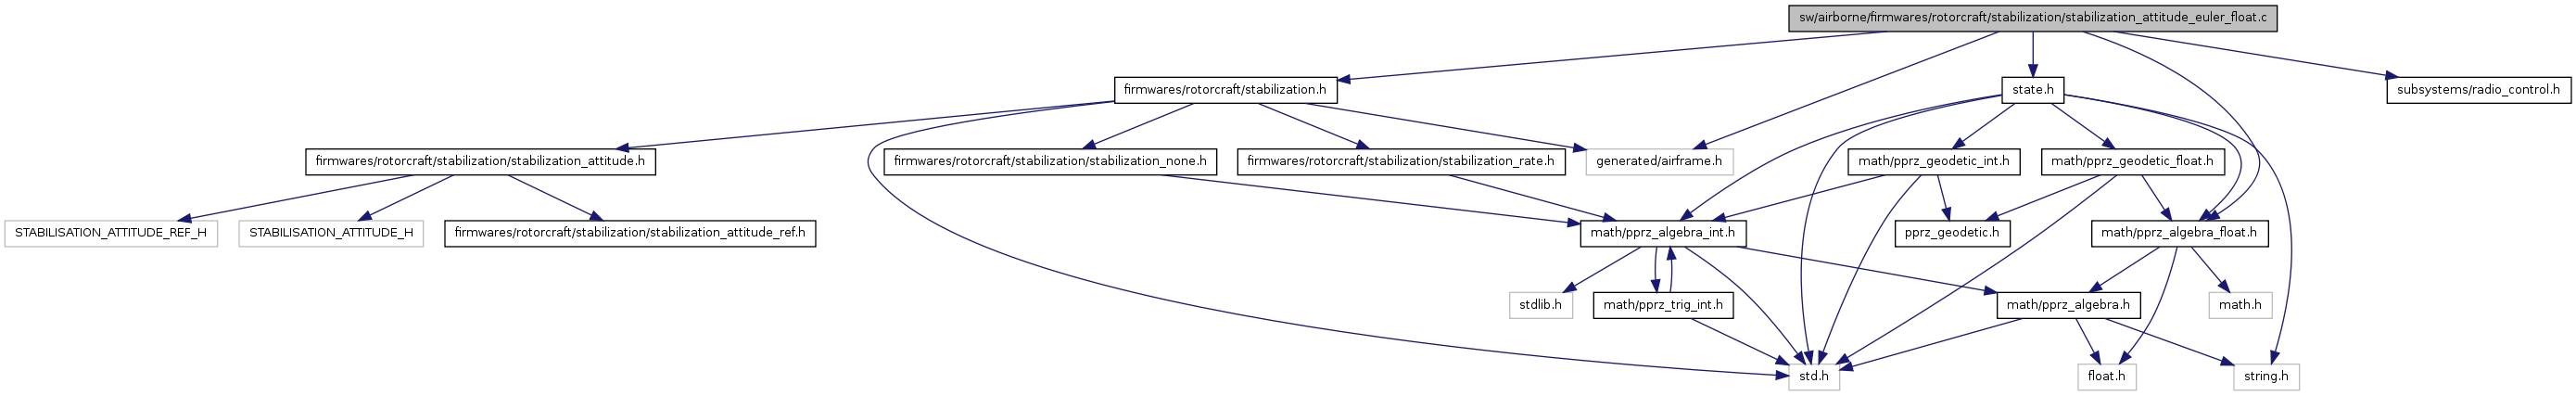 sw/airborne/firmwares/rotorcraft/stabilization/stabilization_attitude_euler_float.c
firmwares/rotorcraft/stabilization.h
state.h
subsystems/radio_control.h
firmwares/rotorcraft/stabilization/stabilization_attitude.h
firmwares/rotorcraft/stabilization/stabilization_none.h
firmwares/rotorcraft/stabilization/stabilization_rate.h
generated/airframe.h
math/pprz_geodetic_int.h
math/pprz_geodetic_float.h
STABILISATION_ATTITUDE_REF_H
STABILISATION_ATTITUDE_H
firmwares/rotorcraft/stabilization/stabilization_attitude_ref.h
math/pprz_algebra_int.h
pprz_geodetic.h
math/pprz_algebra_float.h
stdlib.h
math/pprz_trig_int.h
math/pprz_algebra.h
math.h
std.h
float.h
string.h